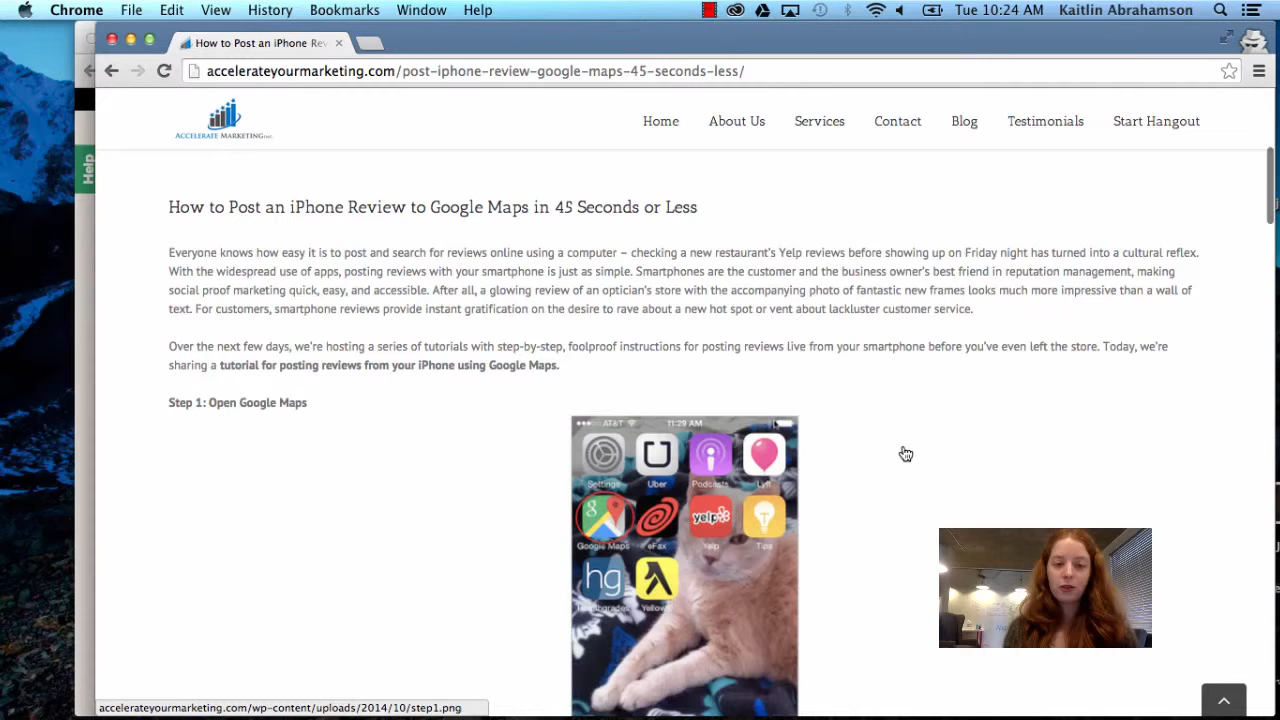 Chrome File Edit View History Bookmarks Window Help Tue 10:24 AM Kaitlin Abrahamson
How to Post an iPhone Rev
accelerateyourmarketing.com/post-iphone-review-google-maps-45-seconds-less/
ACCELERATE MARKETING INC.
Home About Us Services Contact Blog Testimonials Start Hangout
Help
How to Post an iPhone Review to Google Maps in 45 Seconds or Less
Everyone knows how easy it is to post and search for reviews online using a computer – checking a new restaurant's Yelp reviews before showing up on Friday night has turned into a cultural reflex.
With the widespread use of apps, posting reviews with your smartphone is just as simple. Smartphones are the customer and the business owner's best friend in reputation management, making
social proof marketing quick, easy, and accessible. After all, a glowing review of an optician's store with the accompanying photo of fantastic new frames looks much more impressive than a wall of
text. For customers, smartphone reviews provide instant gratification on the desire to rave about a new hot spot or vent about lackluster customer service.
Over the next few days, we're hosting a series of tutorials with step-by-step, foolproof instructions for posting reviews live from your smartphone before you've even left the store. Today, we're
sharing a tutorial for posting reviews from your iPhone using Google Maps.
Step 1: Open Google Maps
AT&T 11:29 AM
Settings Uber Podcasts Lyft
g yelp
Google Maps eFax Yelp Tips
hg
accelerateyourmarketing.com/wp-content/uploads/2014/10/step1.png